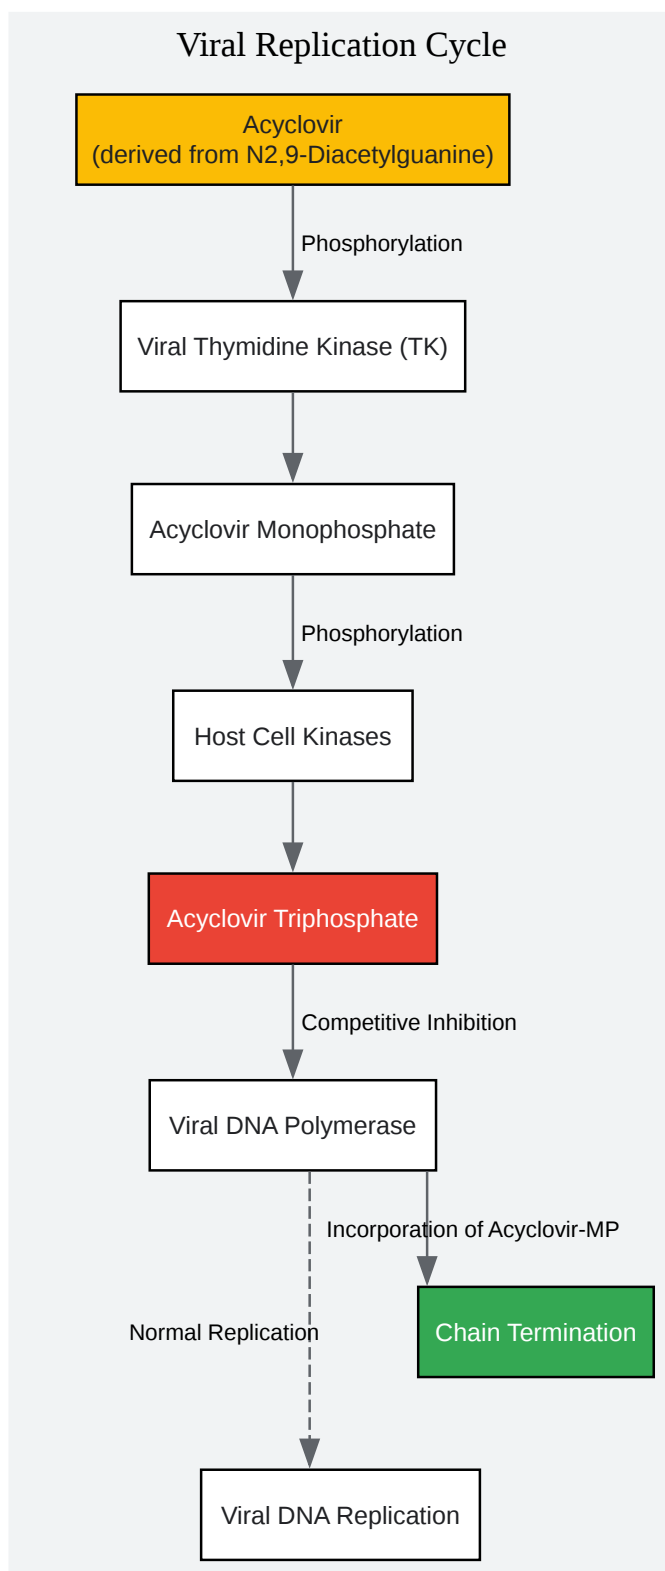 Viral Replication Cycle
Acyclovir
(derived from N2,9-Diacetylguanine)
Phosphorylation
Viral Thymidine Kinase (TK)
Acyclovir Monophosphate
Phosphorylation
Host Cell Kinases
Acyclovir Triphosphate
Competitive Inhibition
Viral DNA Polymerase
Incorporation of Acyclovir-MP
Normal Replication
Chain Termination
Viral DNA Replication